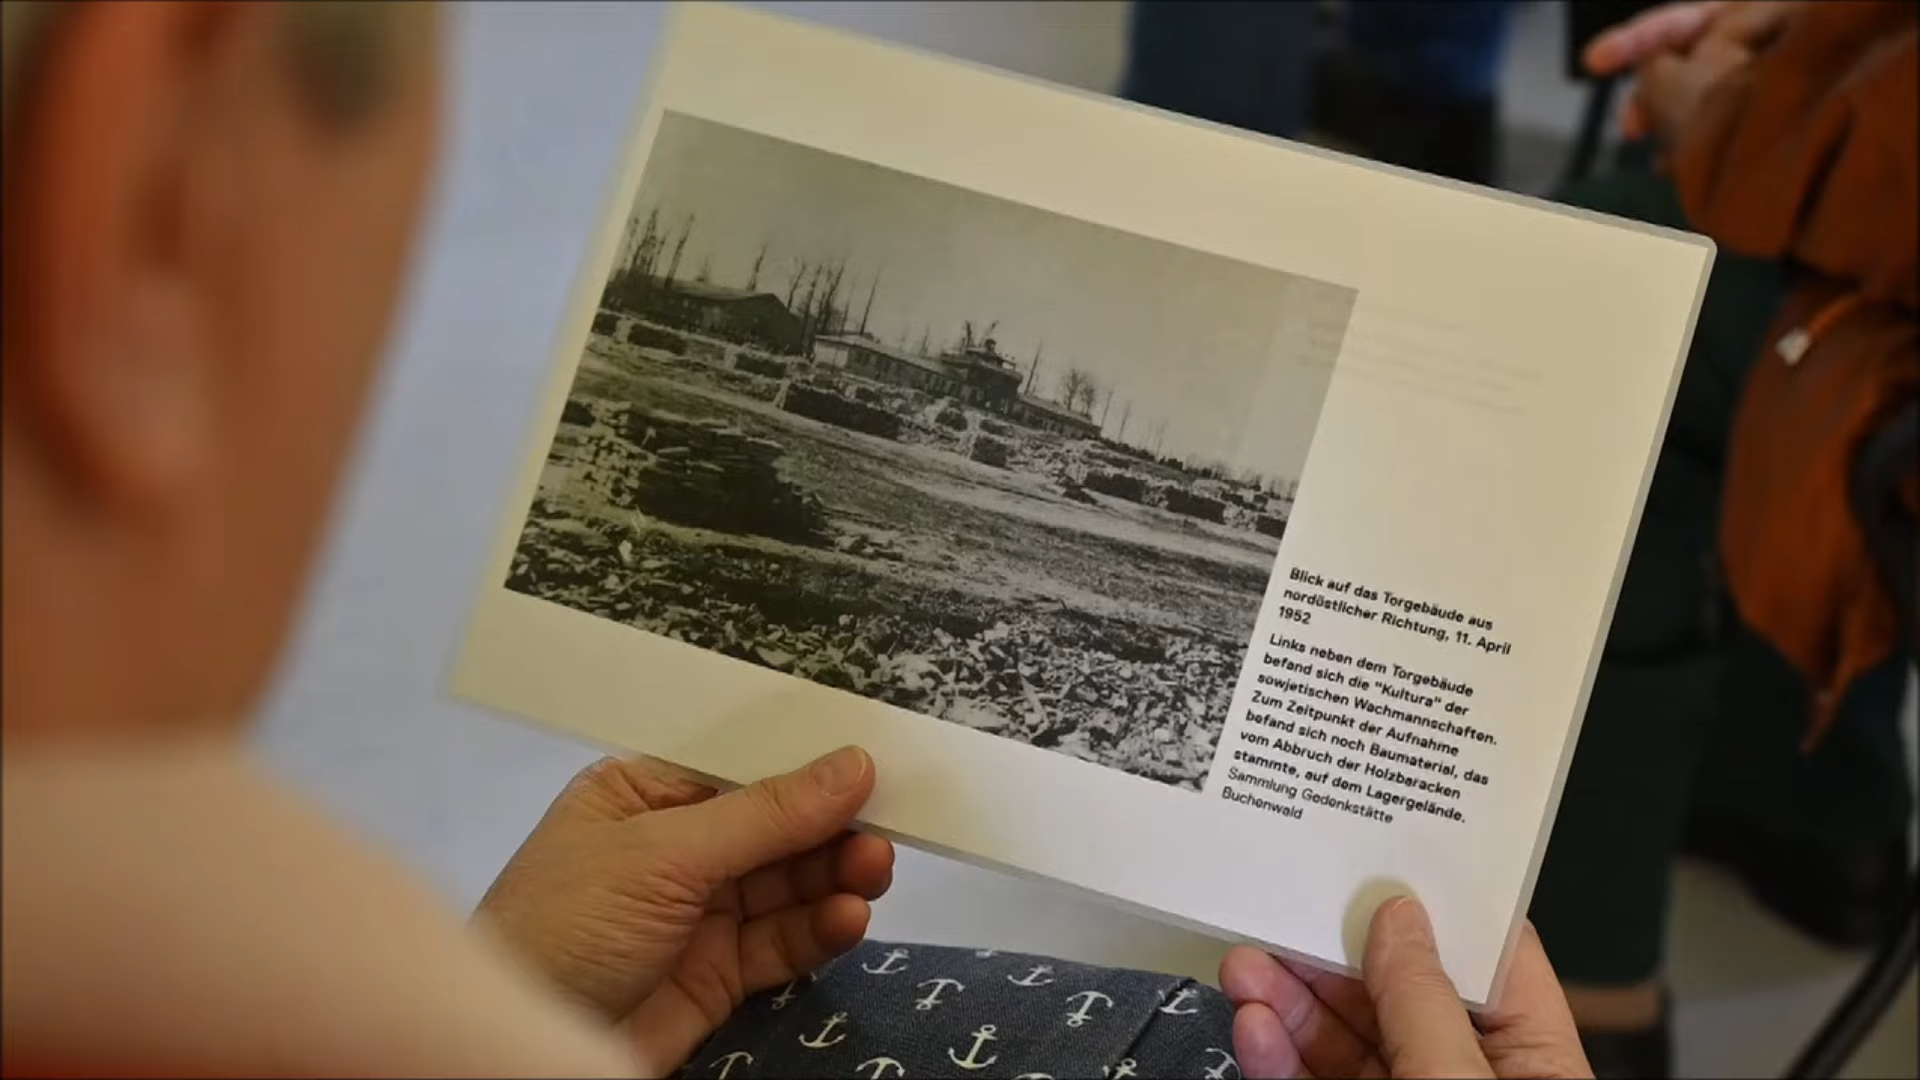 Blick auf das Torgebäude aus
nordöstlicher Richtung, 11. April
1952
Links neben dem Torgebäude
befand sich die "Kultura" der
sowjetischen Wachmannschaften.
Zum Zeitpunkt der Aufnahme
befand sich noch Baumaterial, das
vom Abbruch der Holzbaracken
stammte, auf dem Lagergelände.
Sammlung Gedenkstätte
Buchenwald